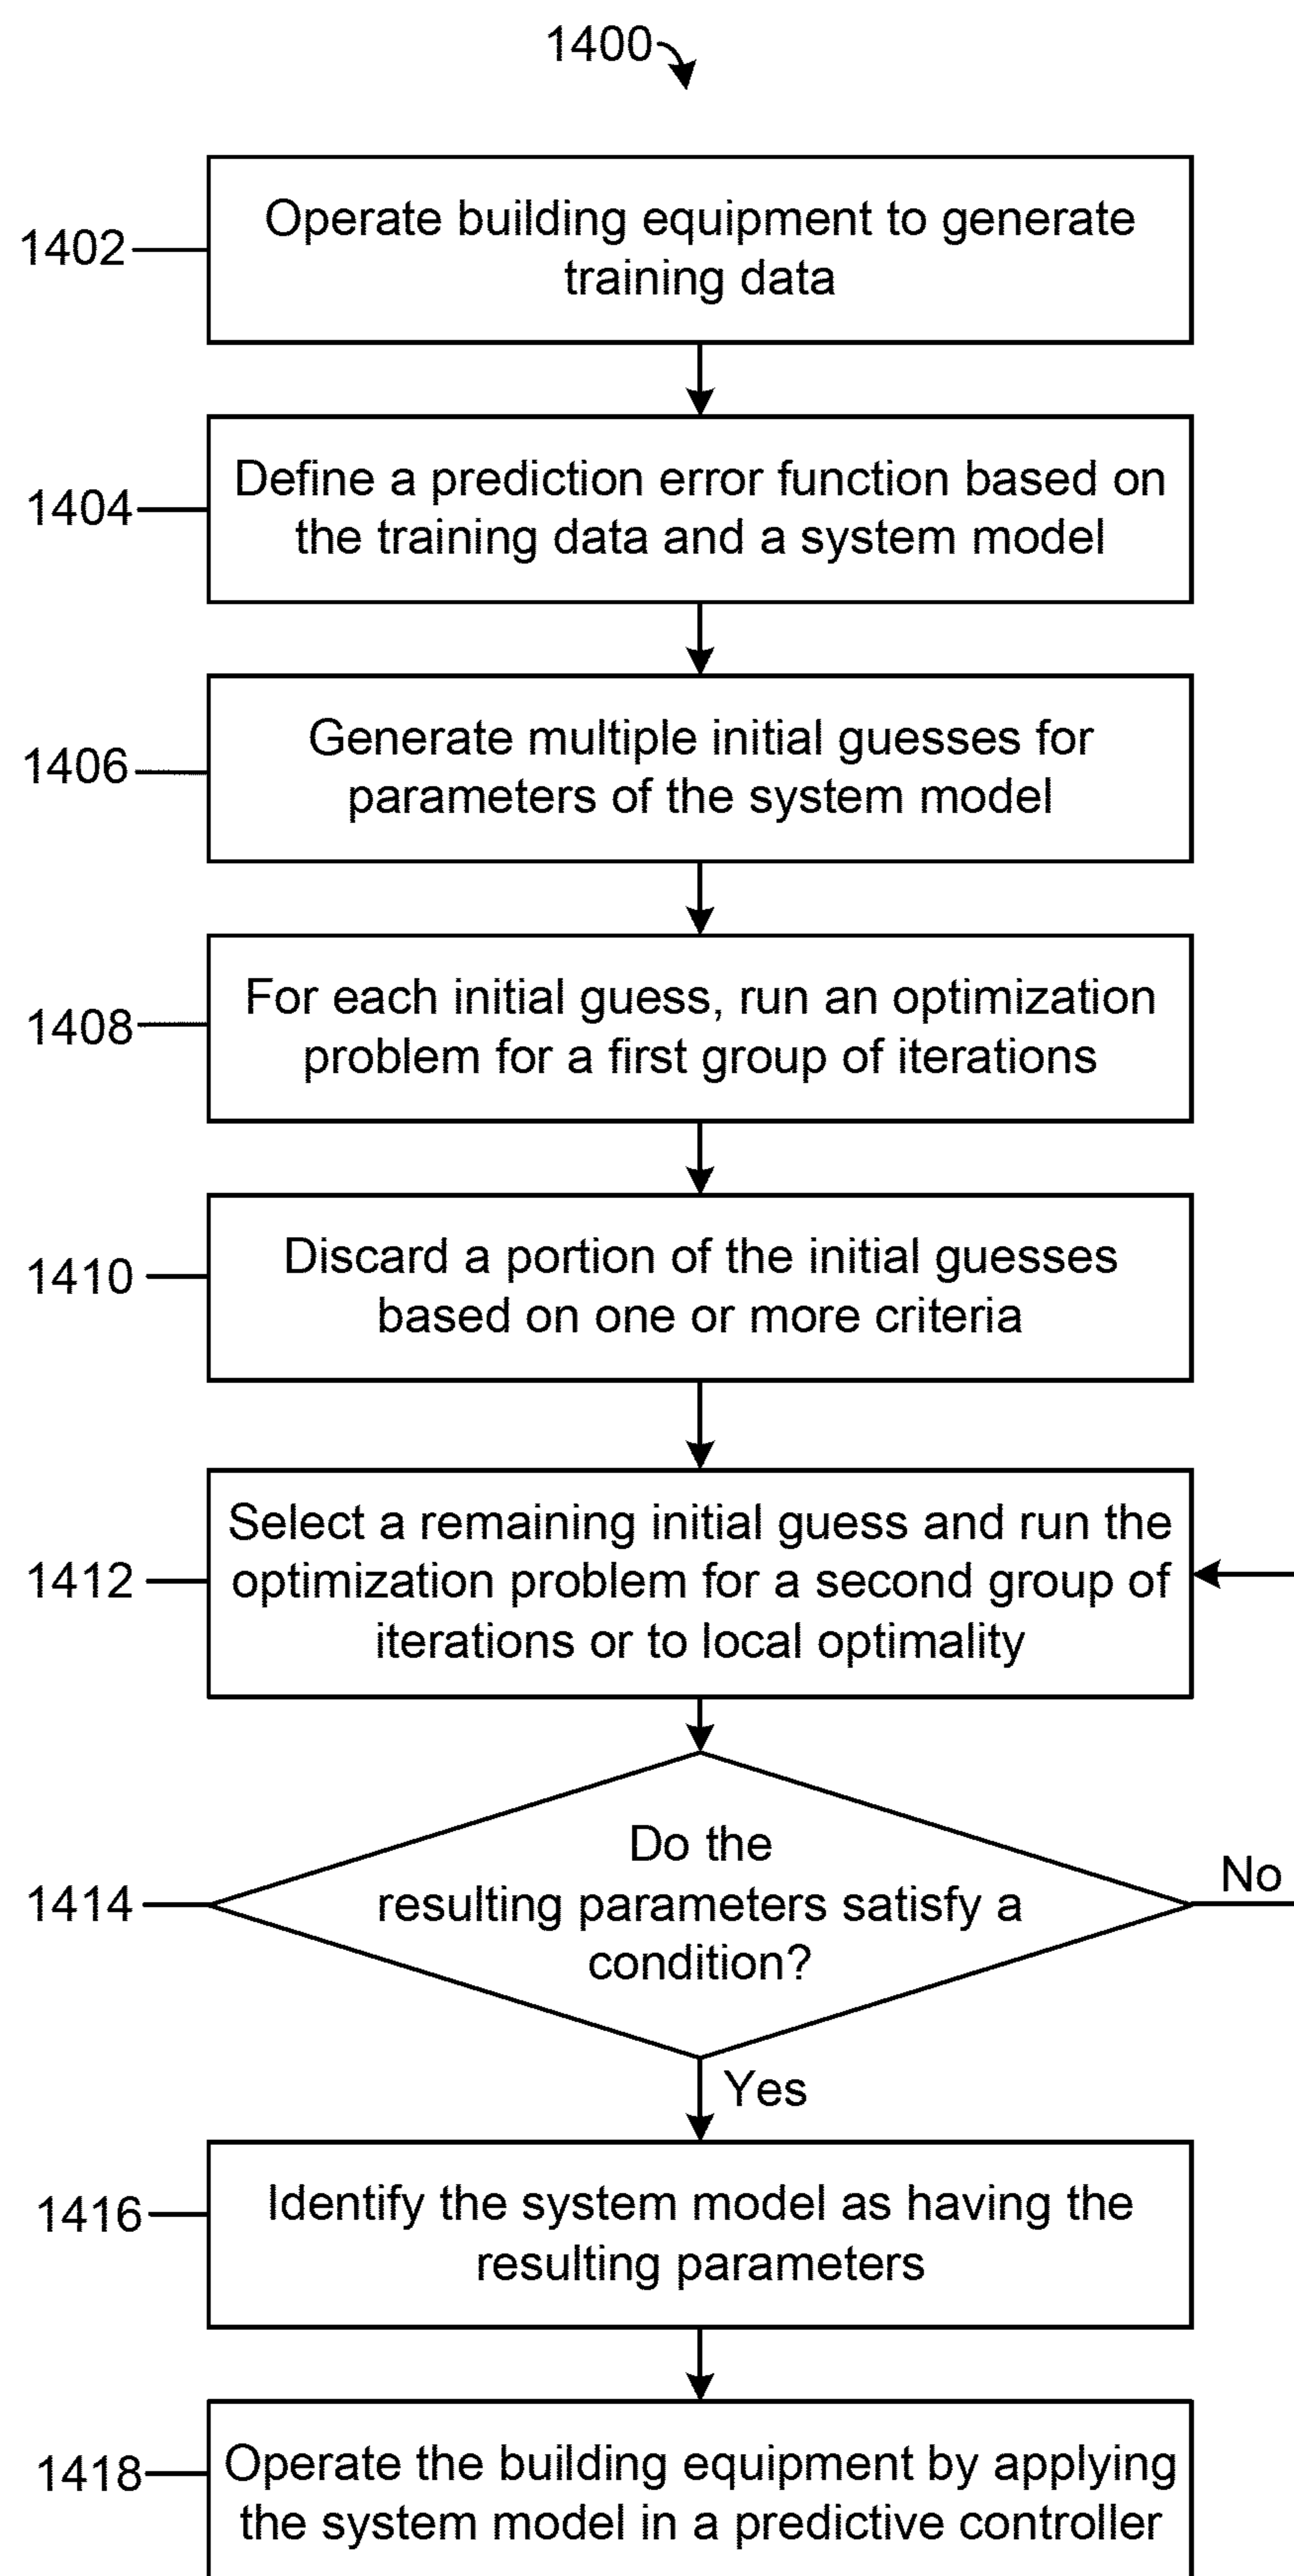 1400
1402
Operate building equipment to generate
training data
1404
Define a prediction error function based on
the training data and a system model
1406
Generate multiple initial guesses for
parameters of the system model
1408
For each initial guess, run an optimization
problem for a first group of iterations
1410
Discard a portion of the initial guesses
based on one or more criteria
1412
Select a remaining initial guess and run the
optimization problem for a second group of
iterations or to local optimality
1414
Do the
resulting parameters satisfy a
condition?
No
Yes
1416
Identify the system model as having the
resulting parameters
1418
Operate the building equipment by applying
the system model in a predictive controller